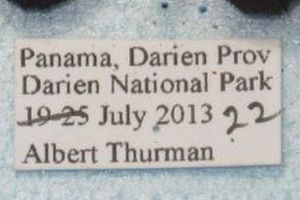 Panama, Darien Prov
Darien National Park
19-25 July 2013 22
Albert Thurman